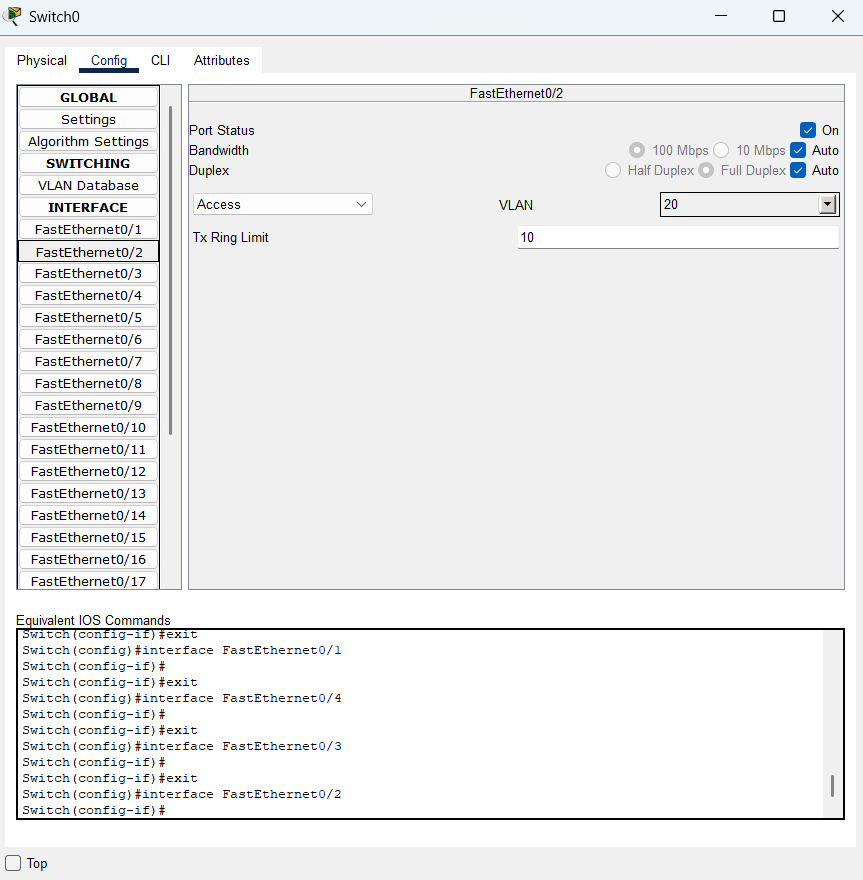 Switch0
Physical Config CLI Attributes
GLOBAL
Settings
Algorithm Settings
SWITCHING
VLAN Database
INTERFACE
FastEthernet0/1
FastEthernet0/2
FastEthernet0/3
FastEthernet0/4
FastEthernet0/5
FastEthernet0/6
FastEthernet0/7
FastEthernet0/8
FastEthernet0/9
FastEthernet0/10
FastEthernet0/11
FastEthernet0/12
FastEthernet0/13
FastEthernet0/14
FastEthernet0/15
FastEthernet0/16
FastEthernet0/17
FastEthernet0/2
Port Status On
Bandwidth 100 Mbps 10 Mbps Auto
Duplex Half Duplex Full Duplex Auto
Access VLAN 20
Tx Ring Limit 10
Equivalent IOS Commands
Switch(config-if)#exit
Switch(config)#interface FastEthernet0/1
Switch(config-if)#
Switch(config-if)#exit
Switch(config)#interface FastEthernet0/4
Switch(config-if)#
Switch(config-if)#exit
Switch(config)#interface FastEthernet0/3
Switch(config-if)#
Switch(config-if)#exit
Switch(config)#interface FastEthernet0/2
Switch(config-if)#
Top